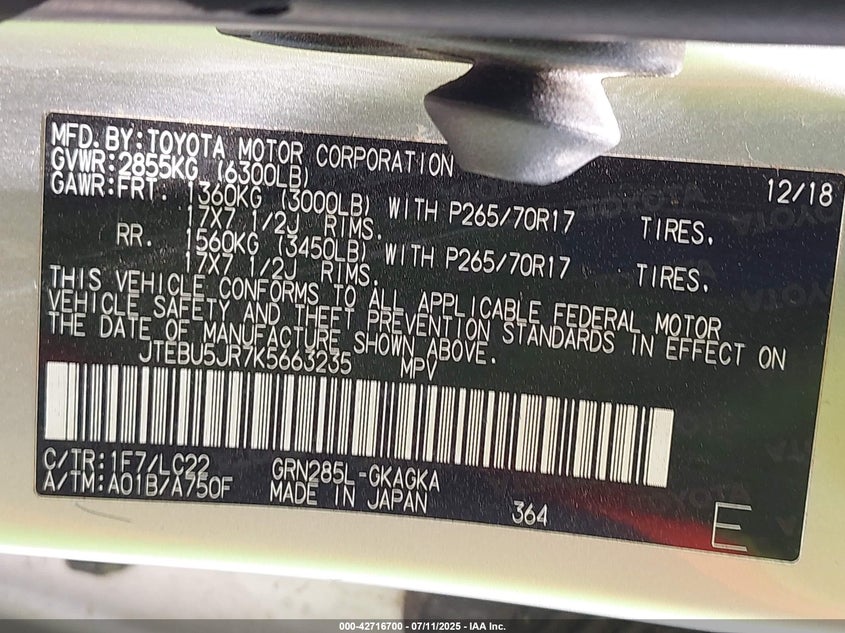 MFD. BY: TOYOTA MOTOR CORPORATION 12/18
GVWR: 2855KG (6300LB)
GAWR: FRT. 1360KG (3000LB) WITH P265/70R17 TIRES.
17X7 1/2J RIMS.
RR. 1560KG (3450LB) WITH P265/70R17 TIRES.
17X7 1/2J RIMS.
THIS VEHICLE CONFORMS TO ALL APPLICABLE FEDERAL MOTOR
VEHICLE SAFETY AND THEFT PREVENTION STANDARDS IN EFFECT ON
THE DATE OF MANUFACTURE SHOWN ABOVE.
JTEBU5JR7K5663235 MPV
C/TR: 1F7/LC22 GRN285L-GKAGKA
A/TM: A01B/A750F MADE IN JAPAN 364 E
000-42716700 - 07/11/2025 - IAA Inc.